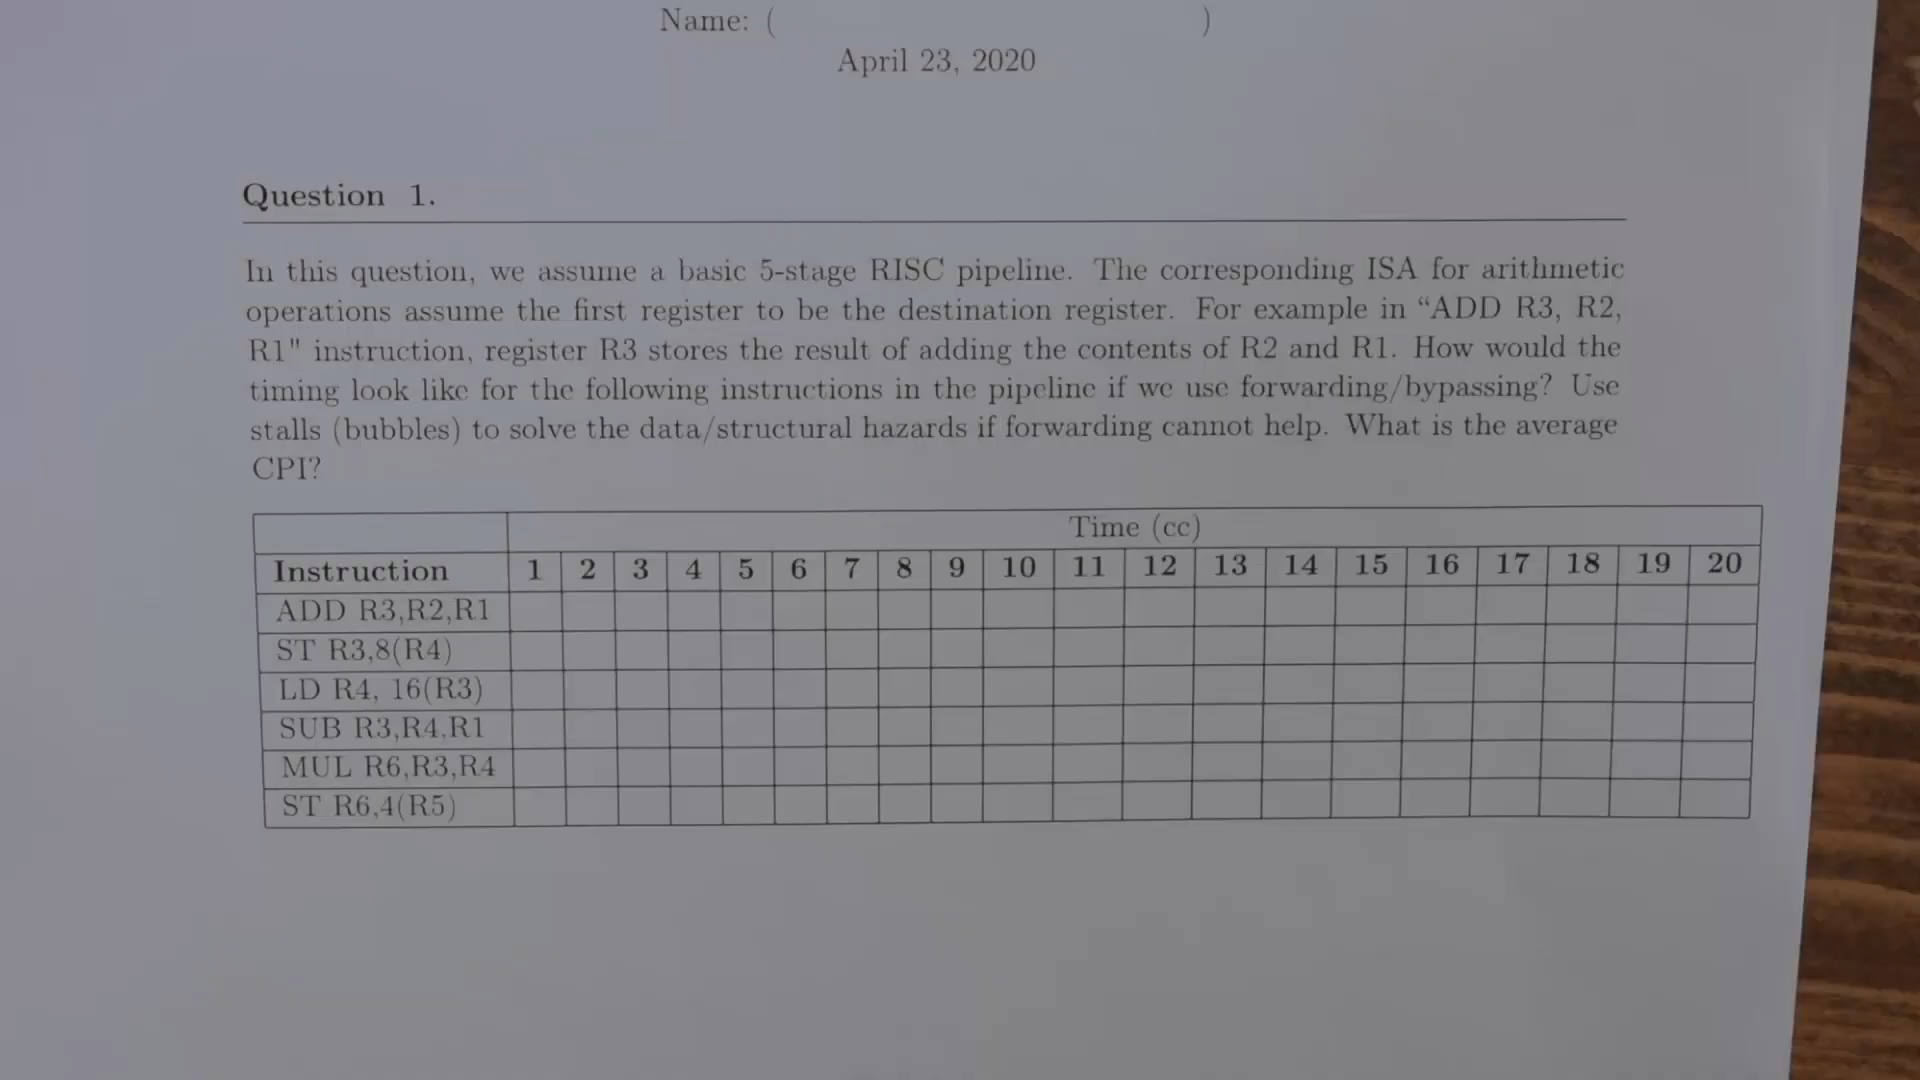 Name: ( )
April 23, 2020
Question 1.
In this question, we assume a basic 5-stage RISC pipeline. The corresponding ISA for arithmetic
operations assume the first register to be the destination register. For example in “ADD R3, R2,
R1" instruction, register R3 stores the result of adding the contents of R2 and R1. How would the
timing look like for the following instructions in the pipeline if we use forwarding/bypassing? Use
stalls (bubbles) to solve the data/structural hazards if forwarding cannot help. What is the average
CPI?
Time (cc)
Instruction 1 2 3 4 5 6 7 8 9 10 11 12 13 14 15 16 17 18 19 20
ADD R3,R2,R1
ST R3,8(R4)
LD R4, 16(R3)
SUB R3,R4,R1
MUL R6,R3,R4
ST R6,4(R5)